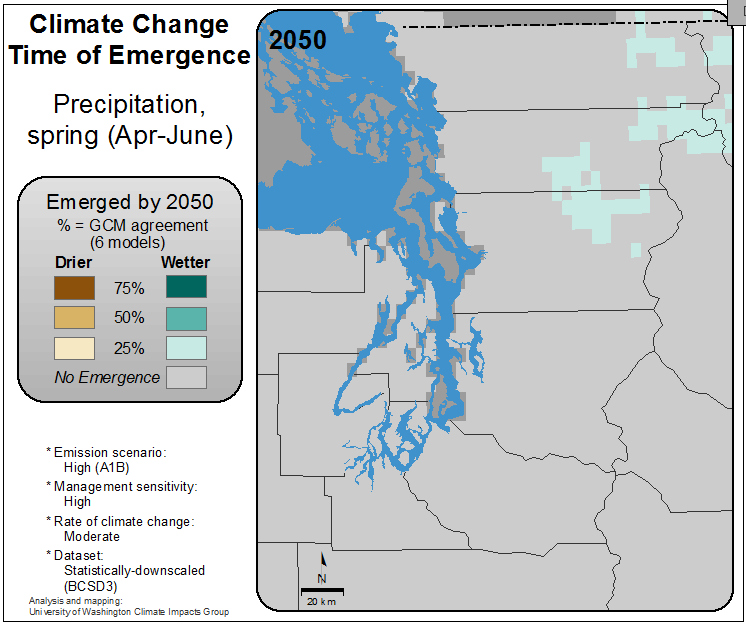 Climate Change
Time of Emergence
Precipitation,
spring (Apr-June)
Emerged by 2050
% = GCM agreement
(6 models)
Drier Wetter
75%
50%
25%
No Emergence
* Emission scenario:
High (A1B)
* Management sensitivity:
High
* Rate of climate change:
Moderate
* Dataset:
Statistically-downscaled
(BCSD3)
Analysis and mapping:
University of Washington Climate Impacts Group
2050
N
20 km